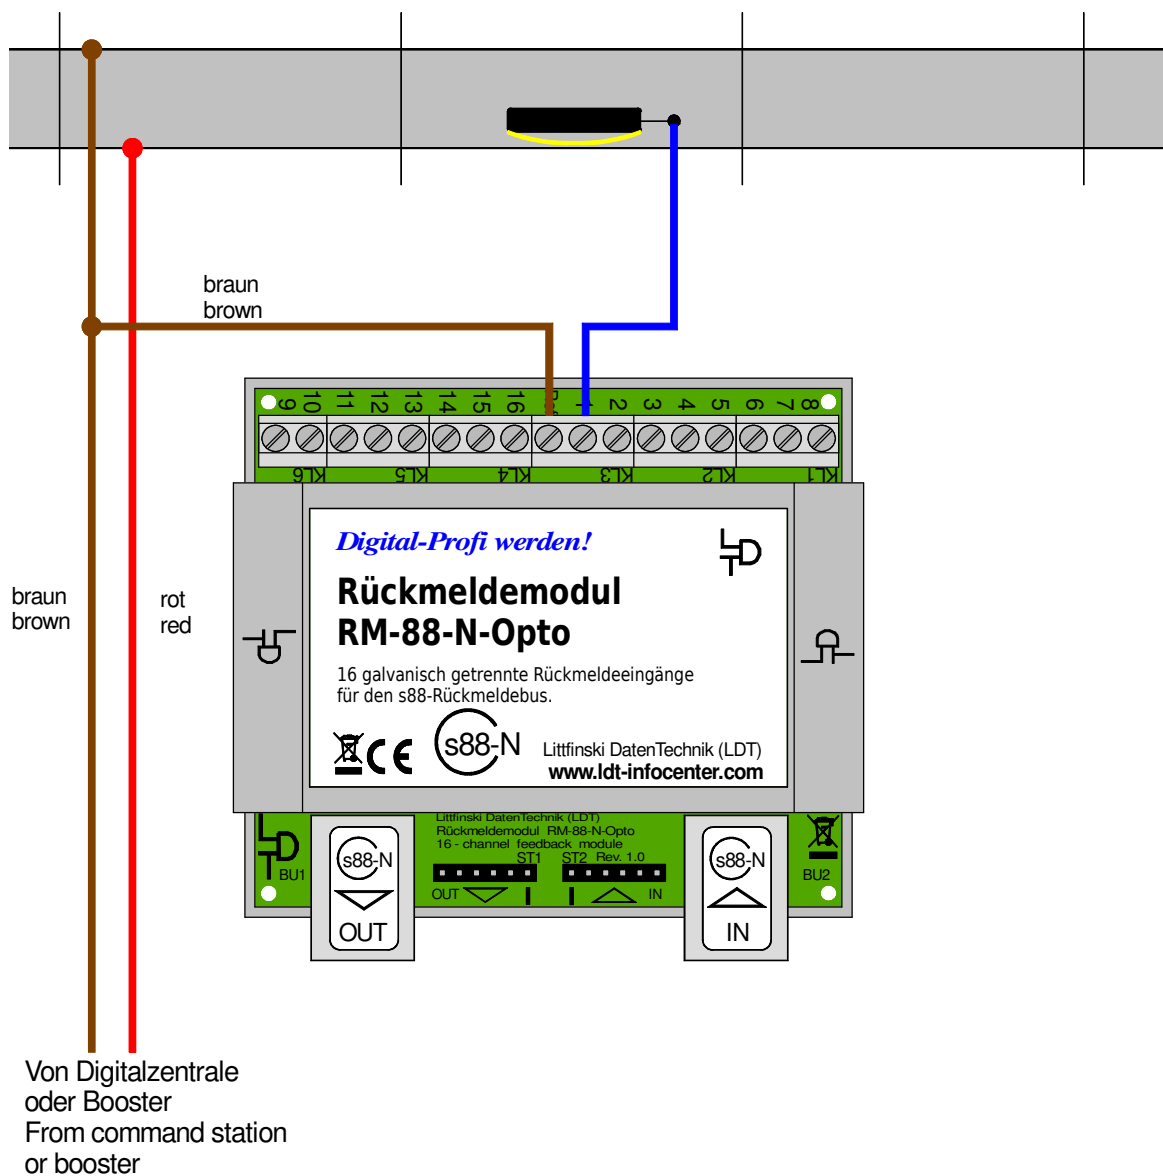 braun
brown
9 10 11 12 13 14 15 16 1 2 3 4 5 6 7 8
KL6 KL5 KL4 KL3 KL2 KL1
Digital-Profi werden!
Rückmeldemodul
RM-88-N-Opto
16 galvanisch getrennte Rückmeldeeingänge
für den s88-Rückmeldebus.
CE s88-N
Littfinski DatenTechnik (LDT)
www.ldt-infocenter.com
braun
brown
rot
red
Littfinski DatenTechnik (LDT)
Rückmeldemodul RM-88-N-Opto
16 - channel feedback module
ST1 ST2 Rev. 1.0
BU1
s88-N
OUT
OUT IN
s88-N
IN
BU2
Von Digitalzentrale
oder Booster
From command station
or booster